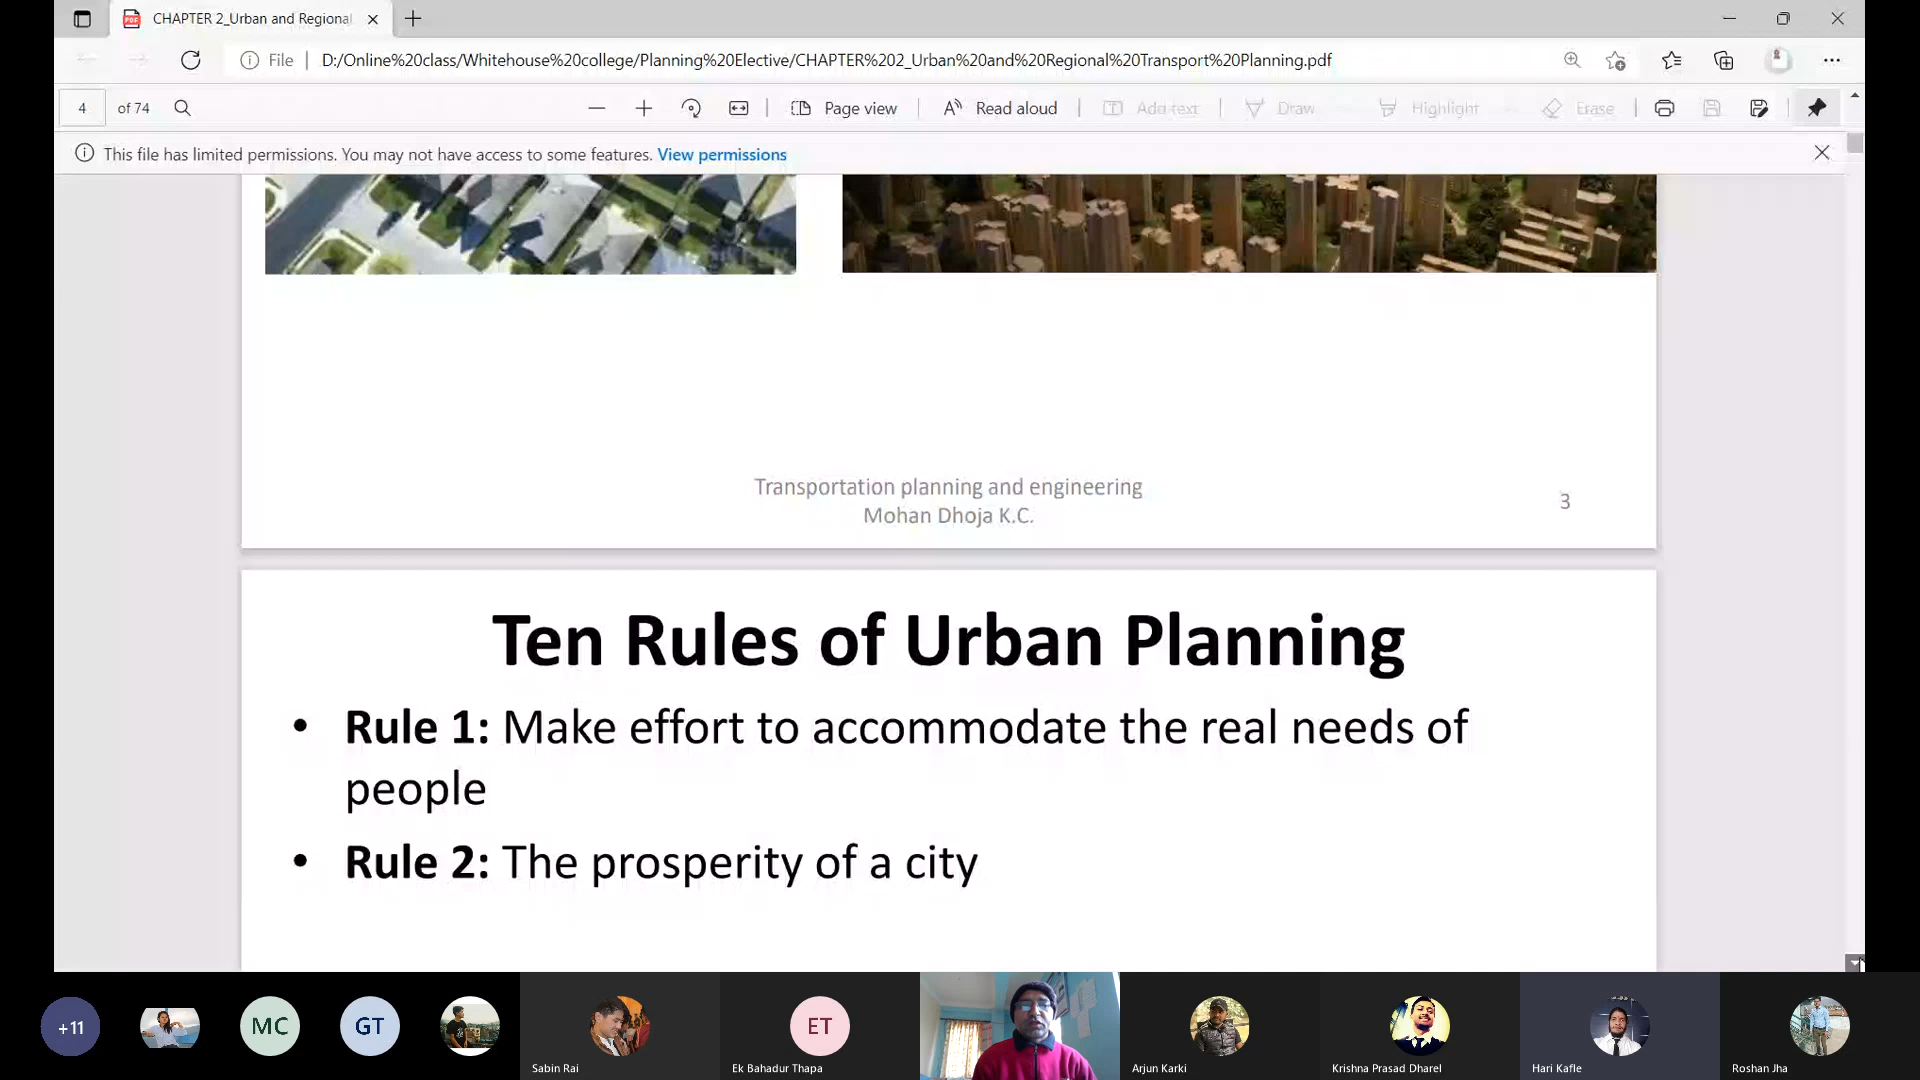 CHAPTER 2_Urban and Regional
File
D:/Online%20class/Whitehouse%20college/Planning%20Elective/CHAPTER%202_Urban%20and%20Regional%20Transport%20Planning.pdf
4 of 74
Page view
Read aloud
Add text
Draw
Highlight
Erase
This file has limited permissions. You may not have access to some features. View permissions
Transportation planning and engineering
Mohan Dhoja K.C.
3
Ten Rules of Urban Planning
• Rule 1: Make effort to accommodate the real needs of
people
• Rule 2: The prosperity of a city
+11
MC
GT
ET
Sabin Rai
Ek Bahadur Thapa
Arjun Karki
Krishna Prasad Dharel
Hari Kafle
Roshan Jha